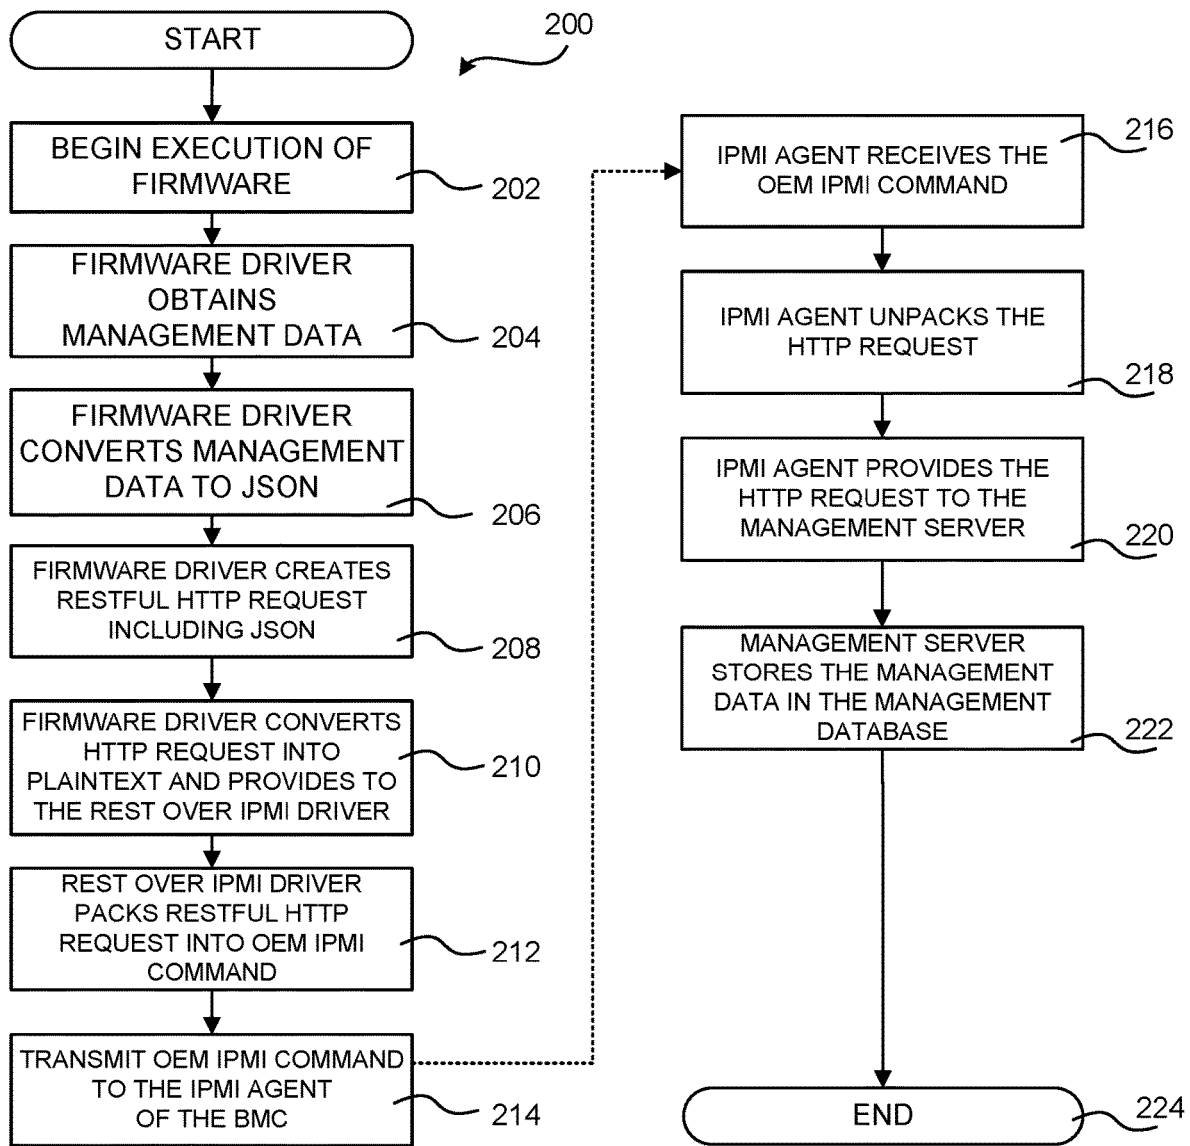 START
200
BEGIN EXECUTION OF
FIRMWARE
202
FIRMWARE DRIVER
OBTAINS
MANAGEMENT DATA
204
FIRMWARE DRIVER
CONVERTS MANAGEMENT
DATA TO JSON
206
FIRMWARE DRIVER CREATES
RESTFUL HTTP REQUEST
INCLUDING JSON
208
FIRMWARE DRIVER CONVERTS
HTTP REQUEST INTO
PLAINTEXT AND PROVIDES TO
THE REST OVER IPMI DRIVER
210
REST OVER IPMI DRIVER
PACKS RESTFUL HTTP
REQUEST INTO OEM IPMI
COMMAND
212
TRANSMIT OEM IPMI COMMAND
TO THE IPMI AGENT
OF THE BMC
214
216
IPMI AGENT RECEIVES THE
OEM IPMI COMMAND
IPMI AGENT UNPACKS THE
HTTP REQUEST
218
IPMI AGENT PROVIDES THE
HTTP REQUEST TO THE
MANAGEMENT SERVER
220
MANAGEMENT SERVER
STORES THE MANAGEMENT
DATA IN THE MANAGEMENT
DATABASE
222
END
224